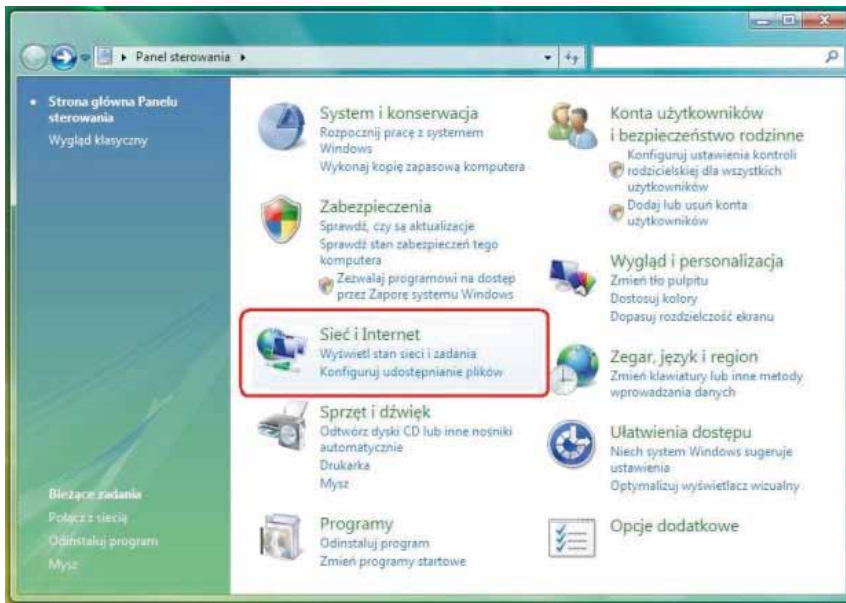 Panel sterowania
Strona główna Panelu
sterowania
Wygląd klasyczny
Bieżące zadania
Połącz z siecią
Odinstaluj program
Mysz
System i konserwacja
Rozpocznij pracę z systemem
Windows
Wykonaj kopię zapasową komputera
Zabezpieczenia
Sprawdź, czy są aktualizacje
Sprawdź stan zabezpieczeń tego
komputera
Zezwalaj programowi na dostęp
przez Zaporę systemu Windows
Sieć i Internet
Wyświetl stan sieci i zadania
Konfiguruj udostępnianie plików
Sprzęt i dźwięk
Odtwórz dyski CD lub inne nośniki
automatycznie
Drukarka
Mysz
Programy
Odinstaluj program
Zmień programy startowe
Konta użytkowników
i bezpieczeństwo rodzinne
Konfiguruj ustawienia kontroli
rodzicielskiej dla wszystkich
użytkowników
Dodaj lub usuń konta
użytkowników
Wygląd i personalizacja
Zmień tło pulpitu
Dostosuj kolory
Dopasuj rozdzielczość ekranu
Zegar, język i region
Zmień klawiatury lub inne metody
wprowadzania danych
Ułatwienia dostępu
Niech system Windows sugeruje
ustawienia
Optymalizuj wyświetlacz wizualny
Opcje dodatkowe